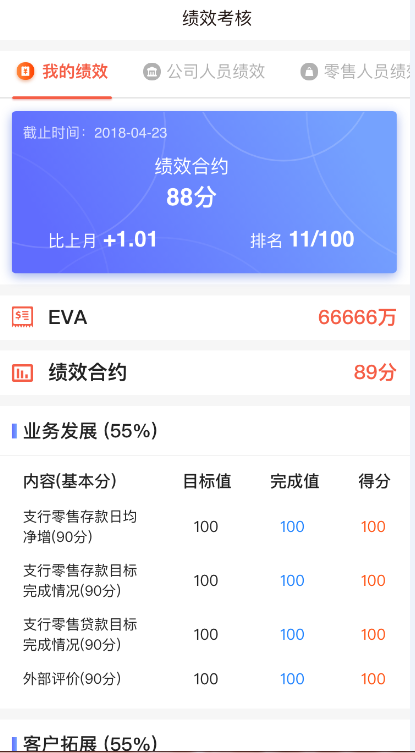 绩效考核
我的绩效 公司人员绩效 零售人员绩
截止时间：2018-04-23
绩效合约
88分
比上月 +1.01 排名 11/100
EVA 66666万
绩效合约 89分
业务发展 (55%)
内容(基本分) 目标值 完成值 得分
支行零售存款日均
净增(90分) 100 100 100
支行零售存款目标
完成情况(90分) 100 100 100
支行零售贷款目标
完成情况(90分) 100 100 100
外部评价(90分) 100 100 100
客户拓展 (55%)